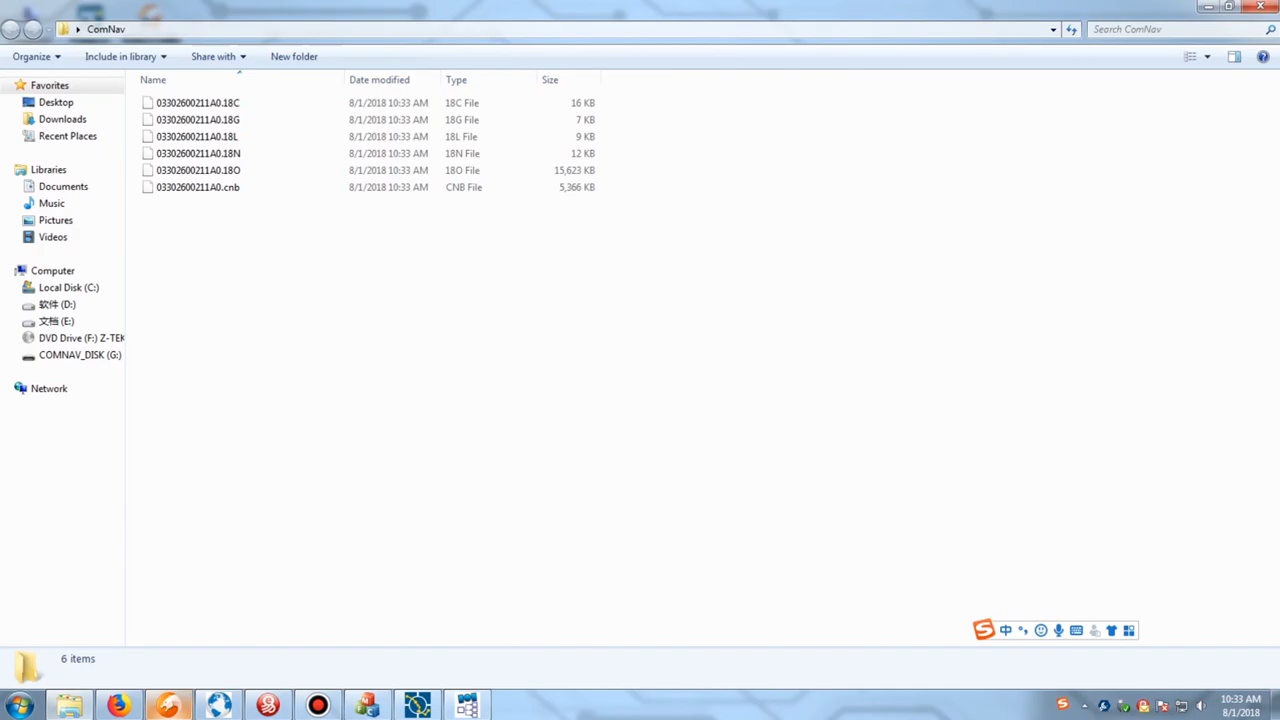 ComNav
Search ComNav
Organize
Include in library
Share with
New folder
Name
Date modified
Type
Size
Favorites
Desktop
Downloads
Recent Places
Libraries
Documents
Music
Pictures
Videos
Computer
Local Disk (C:)
软件 (D:)
文档 (E:)
DVD Drive (F:) Z-TEK
COMNAV_DISK (G:)
Network
03302600211A0.18C 8/1/2018 10:33 AM 18C File 16 KB
03302600211A0.18G 8/1/2018 10:33 AM 18G File 7 KB
03302600211A0.18L 8/1/2018 10:33 AM 18L File 9 KB
03302600211A0.18N 8/1/2018 10:33 AM 18N File 12 KB
03302600211A0.18O 8/1/2018 10:33 AM 18O File 15,623 KB
03302600211A0.cnb 8/1/2018 10:33 AM CNB File 5,366 KB
S 中
6 items
10:33 AM
8/1/2018